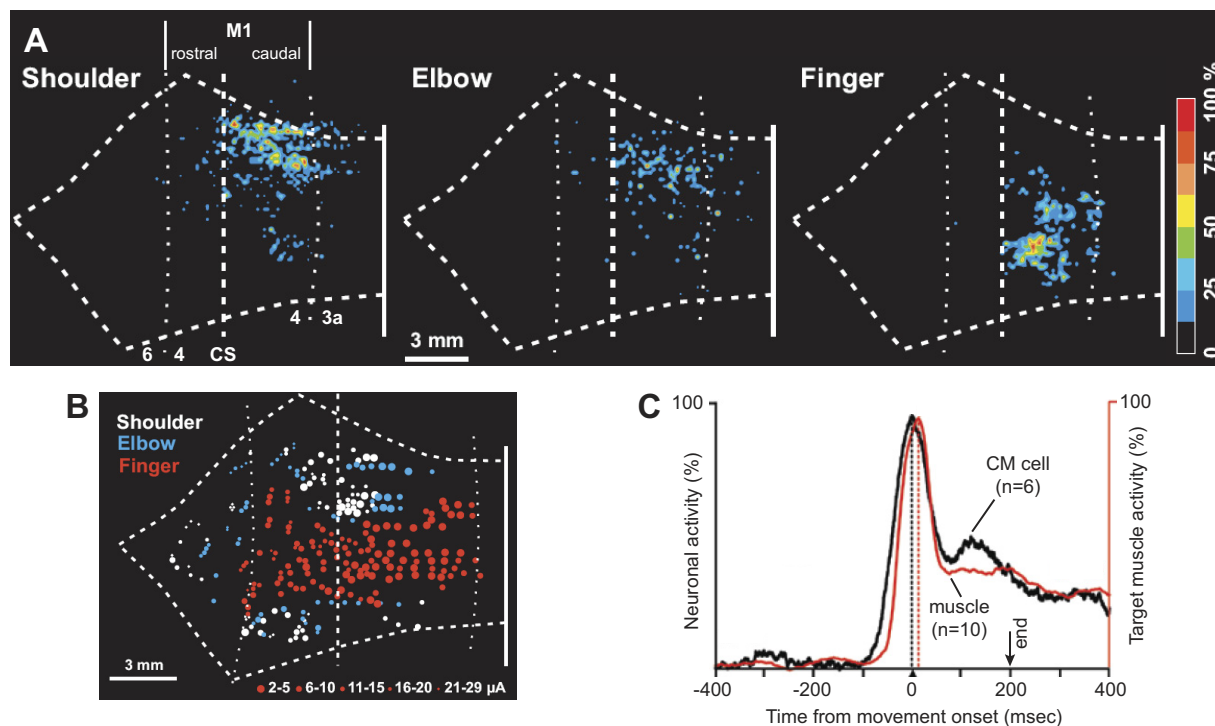 A
M1
rostral caudal
Shoulder
Elbow
Finger
100 %
75
50
25
0
6 4 CS 4 3a
3 mm
B
Shoulder
Elbow
Finger
3 mm
2-5 6-10 11-15 16-20 21-29 µA
C
100
100
Neuronal activity (%)
Target muscle activity (%)
CM cell
(n=6)
muscle
(n=10)
end
-400 -200 0 200 400
Time from movement onset (msec)